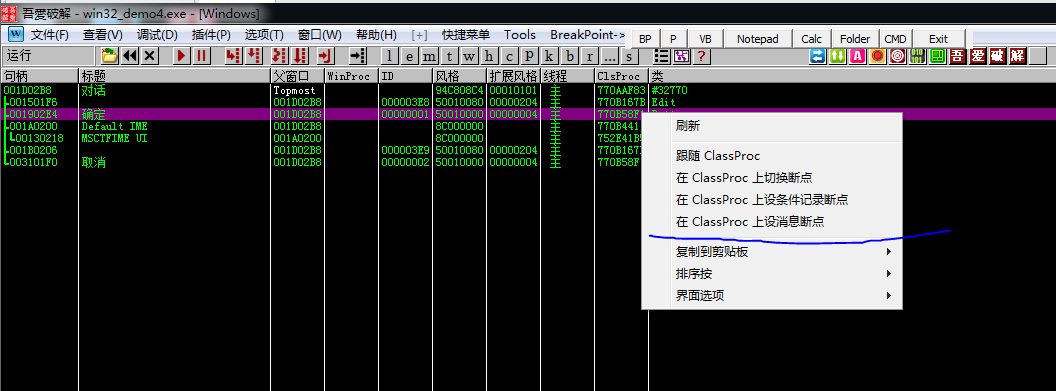 吾爱破解 - win32_demo4.exe - [Windows]
W 文件(F) 查看(V) 调试(D) 插件(P) 选项(T) 窗口(W) 帮助(H) [+] 快捷菜单 Tools BreakPoint-> BP P VB Notepad Calc Folder CMD Exit
运行 l e m t w h c p k b r ... s ? A 吾 爱 破 解
句柄 标题 父窗口 WinProc ID 风格 扩展风格 线程 ClsProc 类
001D02B8 对话 Topmost 94C808C4 00010101 主 770AAF83 #32770
001501F6 001D02B8 000003E8 50010080 00000204 主 770B167B Edit
001902E4 确定 001D02B8 00000001 50010000 00000004 主 770B58F
001A0200 Default IME 001D02B8 8C000000 主 770B441
00130218 MSCTFIME UI 001A0200 8C000000 主 752E41B
001B0206 001D02B8 000003E9 50010080 00000204 主 770B167
003101F0 取消 001D02B8 00000002 50010000 00000004 主 770B58F
刷新
跟随 ClassProc
在 ClassProc 上切换断点
在 ClassProc 上设条件记录断点
在 ClassProc 上设消息断点
复制到剪贴板
排序按
界面选项